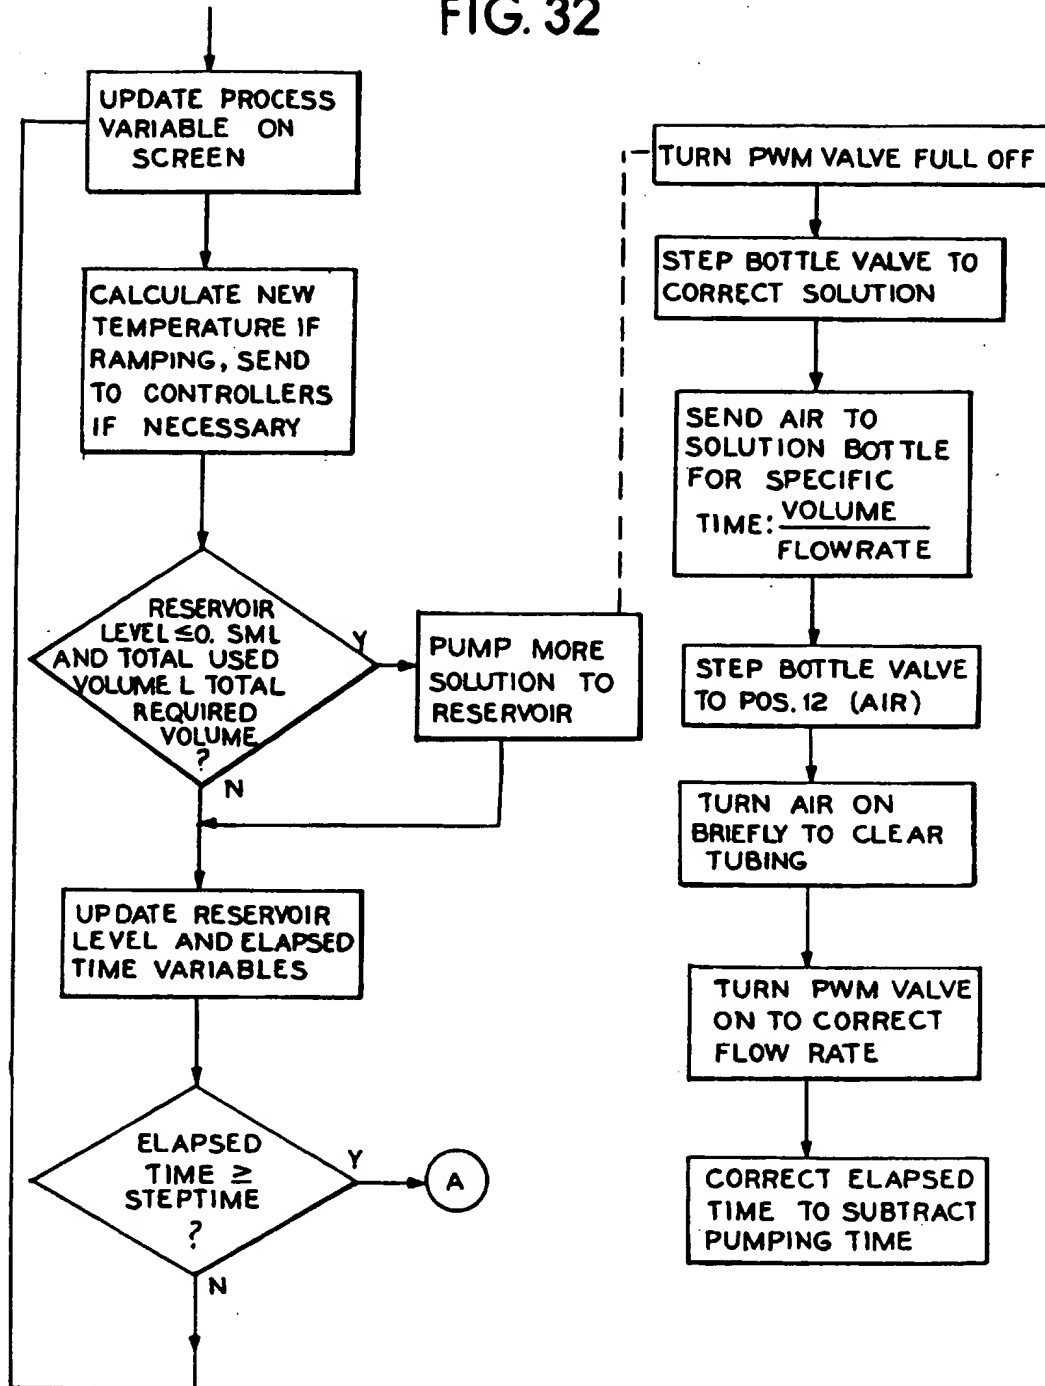 FIG. 32
UPDATE PROCESS
VARIABLE ON
SCREEN
CALCULATE NEW
TEMPERATURE IF
RAMPING, SEND
TO CONTROLLERS
IF NECESSARY
RESERVOIR
LEVEL ≤0. SML
AND TOTAL USED
VOLUME L TOTAL
REQUIRED
VOLUME
?
Y
N
PUMP MORE
SOLUTION TO
RESERVOIR
UPDATE RESERVOIR
LEVEL AND ELAPSED
TIME VARIABLES
ELAPSED
TIME ≥
STEPTIME
?
Y
A
N
TURN PWM VALVE FULL OFF
STEP BOTTLE VALVE TO
CORRECT SOLUTION
SEND AIR TO
SOLUTION BOTTLE
FOR SPECIFIC
TIME: VOLUME
FLOWRATE
STEP BOTTLE VALVE
TO POS. 12 (AIR)
TURN AIR ON
BRIEFLY TO CLEAR
TUBING
TURN PWM VALVE
ON TO CORRECT
FLOW RATE
CORRECT ELAPSED
TIME TO SUBTRACT
PUMPING TIME